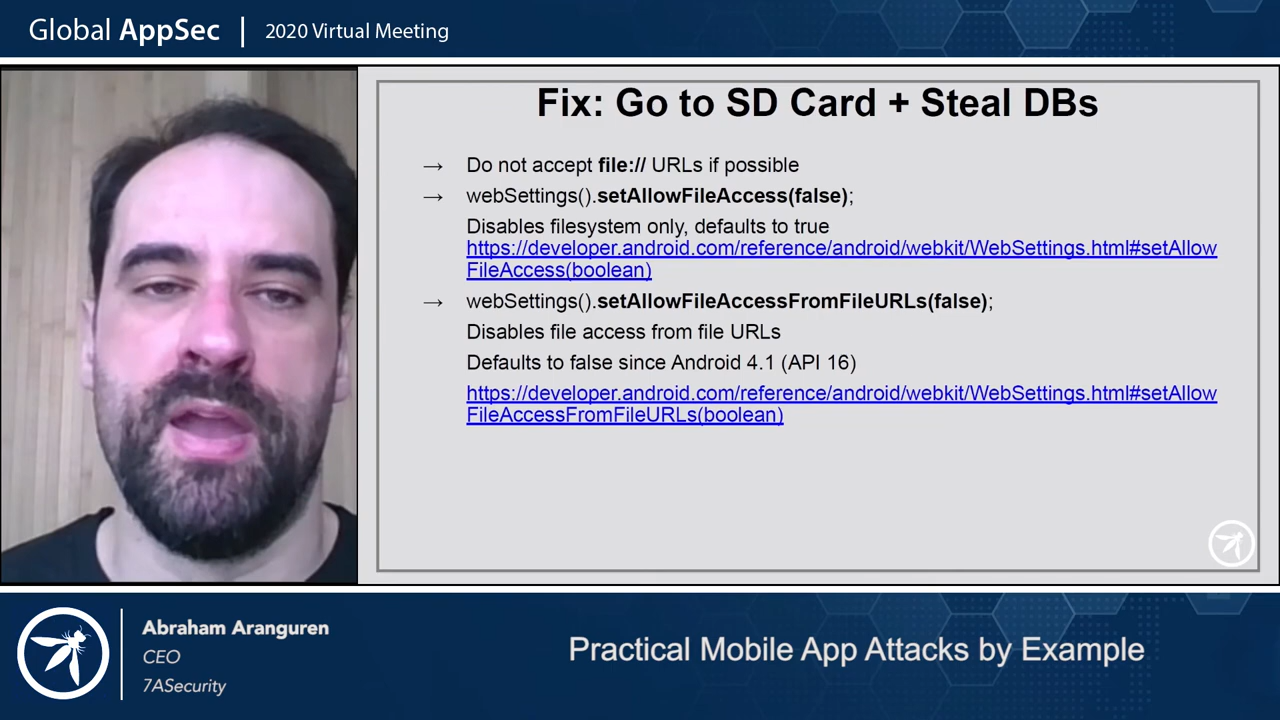 Global AppSec | 2020 Virtual Meeting
Fix: Go to SD Card + Steal DBs
→ Do not accept file:// URLs if possible
→ webSettings().setAllowFileAccess(false);
Disables filesystem only, defaults to true
https://developer.android.com/reference/android/webkit/WebSettings.html#setAllow
FileAccess(boolean)
→ webSettings().setAllowFileAccessFromFileURLs(false);
Disables file access from file URLs
Defaults to false since Android 4.1 (API 16)
https://developer.android.com/reference/android/webkit/WebSettings.html#setAllow
FileAccessFromFileURLs(boolean)
Abraham Aranguren
CEO
7ASecurity
Practical Mobile App Attacks by Example